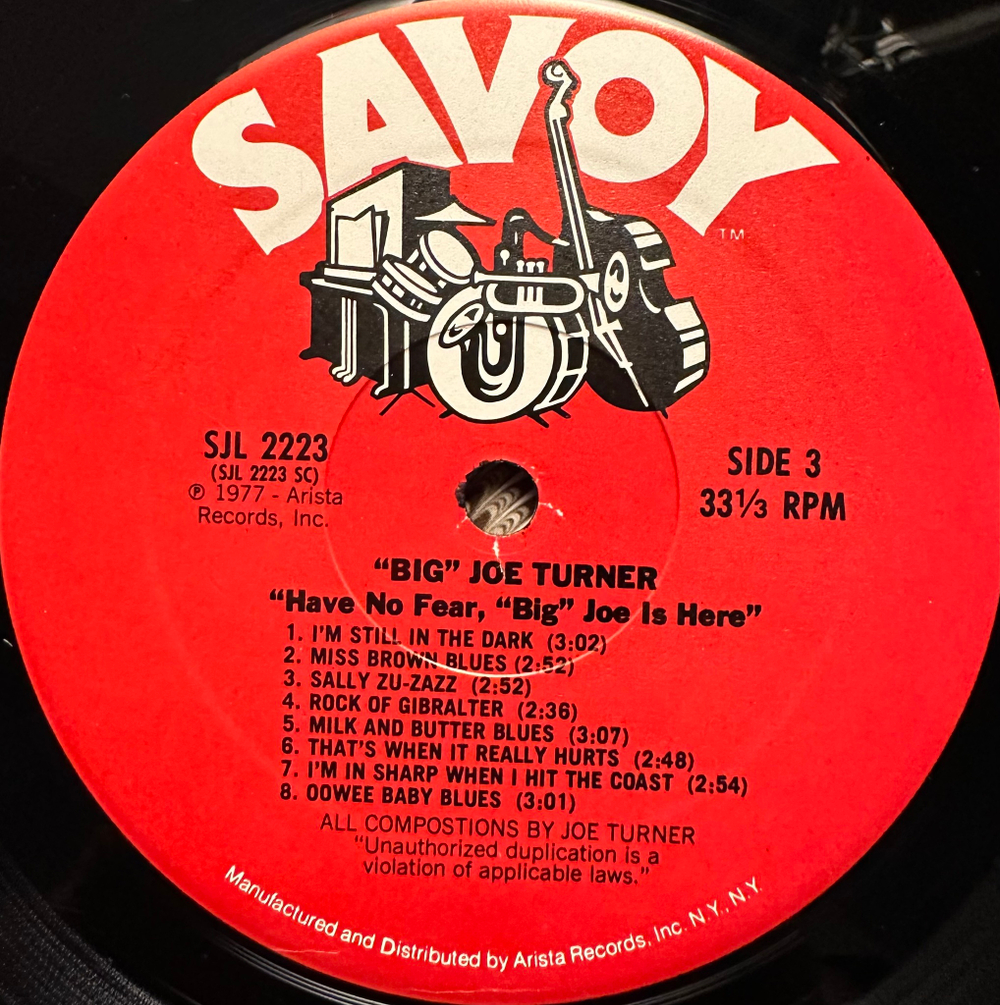 SAVOY
TM
SJL 2223
(SJL 2223 SC)
℗ 1977 - Arista
Records, Inc.
SIDE 3
33⅓ RPM
“BIG” JOE TURNER
“Have No Fear, “Big” Joe Is Here”
1. I'M STILL IN THE DARK (3:02)
2. MISS BROWN BLUES (2:52)
3. SALLY ZU-ZAZZ (2:52)
4. ROCK OF GIBRALTER (2:36)
5. MILK AND BUTTER BLUES (3:07)
6. THAT'S WHEN IT REALLY HURTS (2:48)
7. I'M IN SHARP WHEN I HIT THE COAST (2:54)
8. OOWEE BABY BLUES (3:01)
ALL COMPOSTIONS BY JOE TURNER
“Unauthorized duplication is a
violation of applicable laws.”
Manufactured and Distributed by Arista Records, Inc. N.Y., N.Y.